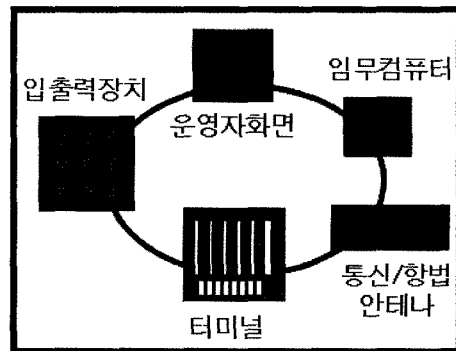 임무컴퓨터
입출력장치
운영자화면
통신/항법
안테나
터미널